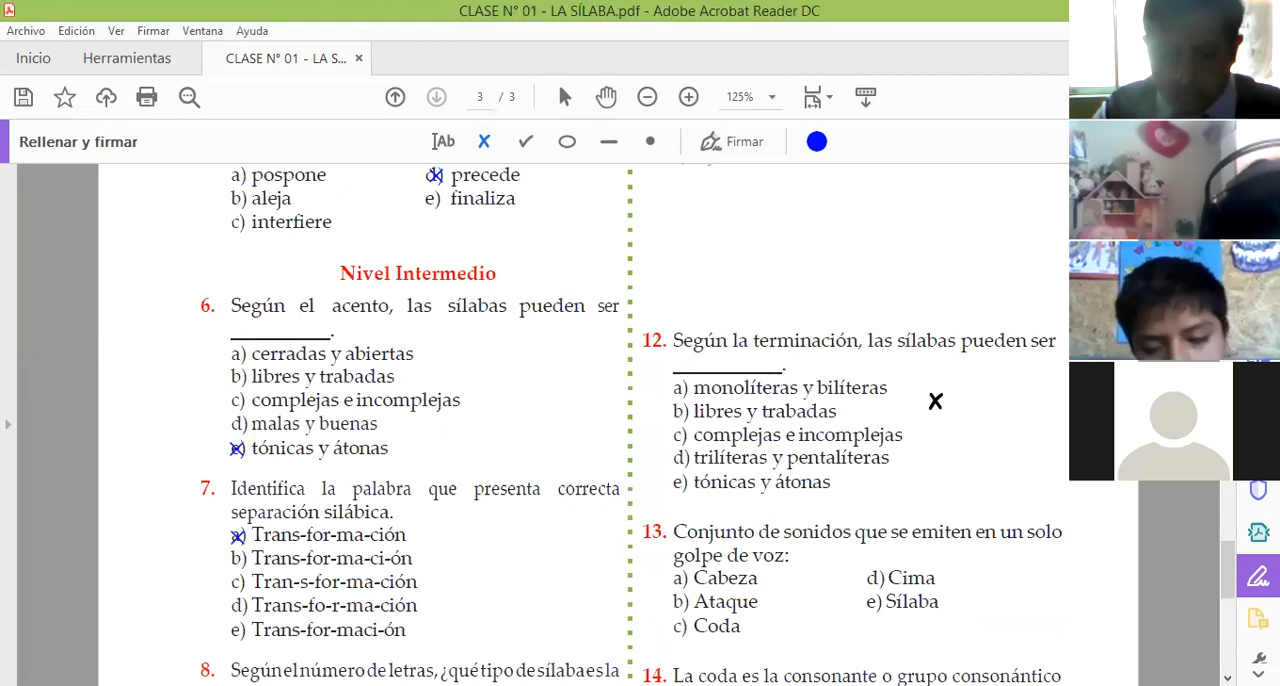 CLASE N° 01 - LA SÍLABA.pdf - Adobe Acrobat Reader DC
Archivo Edición Ver Firmar Ventana Ayuda
Inicio Herramientas CLASE N° 01 - LA S... ×
3 / 3 125%
Rellenar y firmar Ab Firmar
a) pospone
precede
b) aleja
e) finaliza
c) interfiere
Nivel Intermedio
6. Según el acento, las sílabas pueden ser
__________.
a) cerradas y abiertas
b) libres y trabadas
c) complejas e incomplejas
d) malas y buenas
e) tónicas y átonas
7. Identifica la palabra que presenta correcta
separación silábica.
a) Trans-for-ma-ción
b) Trans-for-ma-ci-ón
c) Tran-s-for-ma-ción
d) Trans-fo-r-ma-ción
e) Trans-for-maci-ón
8. Según el número de letras, ¿qué tipo de sílaba es la
12. Según la terminación, las sílabas pueden ser
___________.
a) monolíteras y bilíteras
b) libres y trabadas
c) complejas e incomplejas
d) trilíteras y pentalíteras
e) tónicas y átonas
13. Conjunto de sonidos que se emiten en un solo
golpe de voz:
a) Cabeza
d) Cima
b) Ataque
e) Sílaba
c) Coda
14. La coda es la consonante o grupo consonántico